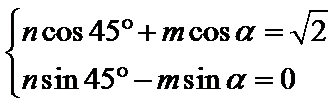 n cos 45° + m cos α = √2
n sin 45° − m sin α = 0